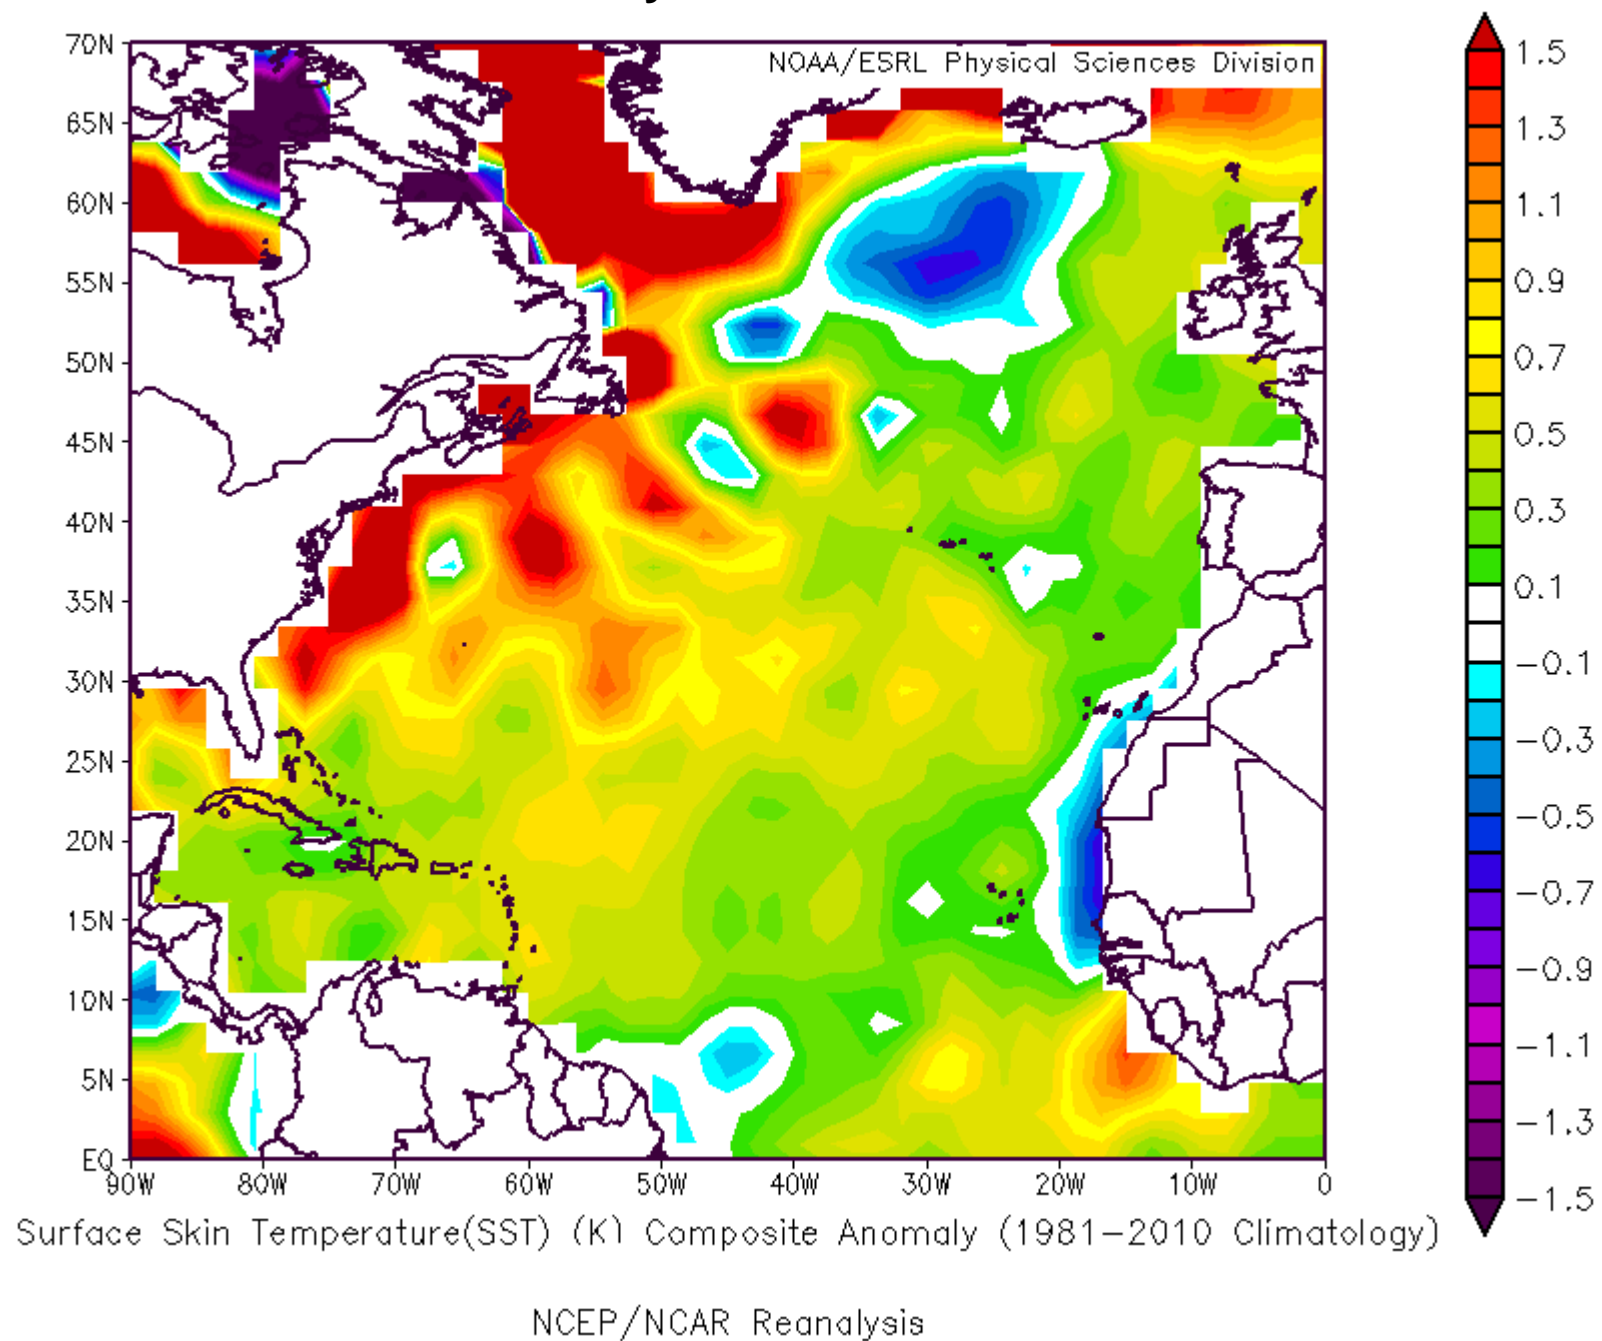 NOAA/ESRL Physical Sciences Division
70N
65N
60N
55N
50N
45N
40N
35N
30N
25N
20N
15N
10N
5N
EQ
90W 80W 70W 60W 50W 40W 30W 20W 10W 0
1.5
1.3
1.1
0.9
0.7
0.5
0.3
0.1
−0.1
−0.3
−0.5
−0.7
−0.9
−1.1
−1.3
−1.5
Surface Skin Temperature(SST) (K) Composite Anomaly (1981−2010 Climatology)
NCEP/NCAR Reanalysis